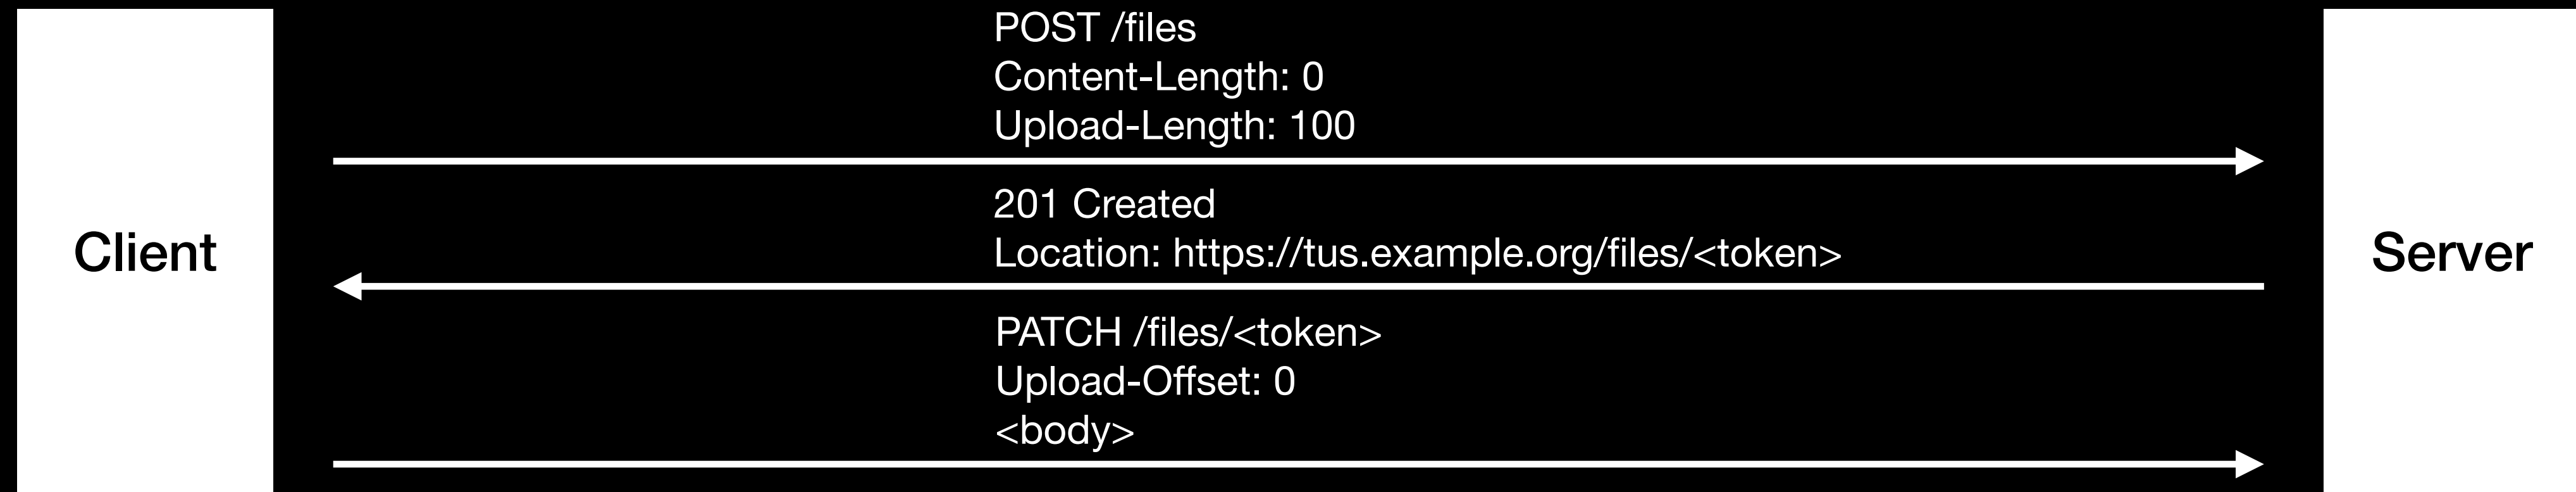 POST /files
Content-Length: 0
Upload-Length: 100
201 Created
Location: https://tus.example.org/files/<token>
Client
Server
PATCH /files/<token>
Upload-Offset: 0
<body>